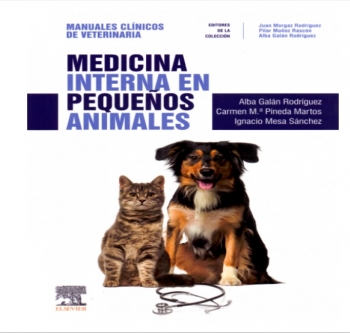 MANUALES CLÍNICOS
DE VETERINARIA
EDITORES
DE LA
COLECCIÓN
Juan Morgaz Rodríguez
Pilar Muñoz Rascón
Alba Galán Rodríguez
MEDICINA
INTERNA EN
PEQUEÑOS
ANIMALES
Alba Galán Rodríguez
Carmen M.ª Pineda Martos
Ignacio Mesa Sánchez
ELSEVIER